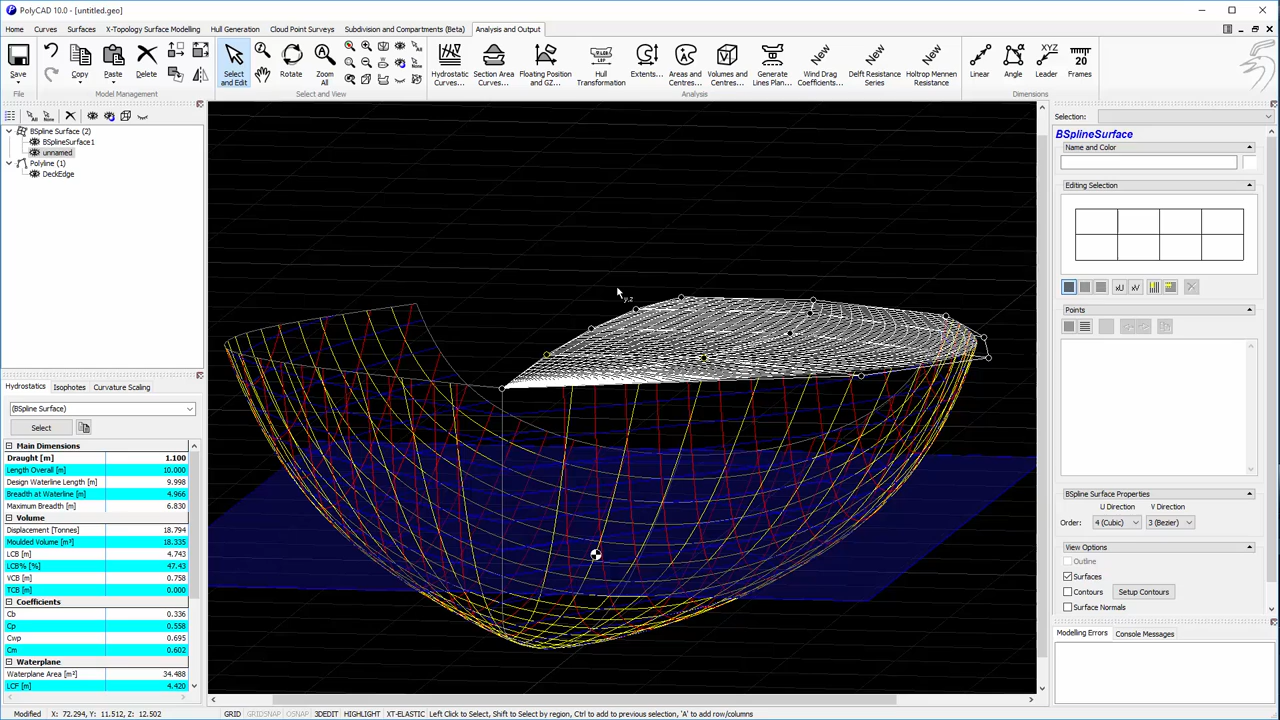 PolyCAD 10.0 - [untitled.geo]
Home Curves Surfaces X-Topology Surface Modelling Hull Generation Cloud Point Surveys Subdivision and Compartments (Beta) Analysis and Output
Save Copy Paste Delete Select and Edit Rotate Zoom All Hydrostatic Curves... Section Area Curves... Floating Position and GZ... Hull Transformation Extents... Areas and Centres... Volumes and Centres... Generate Lines Plan... New Wind Drag Coefficients... New Delft Resistance Series New Holtrop Mennen Resistance Linear Angle XYZ Leader 20 Frames
File Model Management Select and View Analysis Dimensions
BSpline Surface (2)
BSplineSurface1
unnamed
Polyline (1)
DeckEdge
Hydrostatics Isophotes Curvature Scaling
(BSpline Surface)
Select
Main Dimensions
Draught [m] 1.100
Length Overall [m] 10.000
Design Waterline Length [m] 9.998
Breadth at Waterline [m] 4.966
Maximum Breadth [m] 6.830
Volume
Displacement [Tonnes] 18.794
Moulded Volume [m³] 18.335
LCB [m] 4.743
LCB% [%] 47.43
VCB [m] 0.758
TCB [m] 0.000
Coefficients
Cb 0.336
Cp 0.558
Cwp 0.695
Cm 0.602
Waterplane
Waterplane Area [m²] 34.488
LCF [m] 4.420
y,z
Selection:
BSplineSurface
Name and Color
Editing Selection
xU xV
Points
BSpline Surface Properties
U Direction V Direction
Order: 4 (Cubic) 3 (Bezier)
View Options
Outline
Surfaces
Contours Setup Contours
Surface Normals
Modelling Errors Console Messages
Modified X: 72.294, Y: 11.512, Z: 12.502 GRID GRIDSNAP OSNAP 3DEDIT HIGHLIGHT XT-ELASTIC Left Click to Select, Shift to Select by region, Ctrl to add to previous selection, 'A' to add row/columns